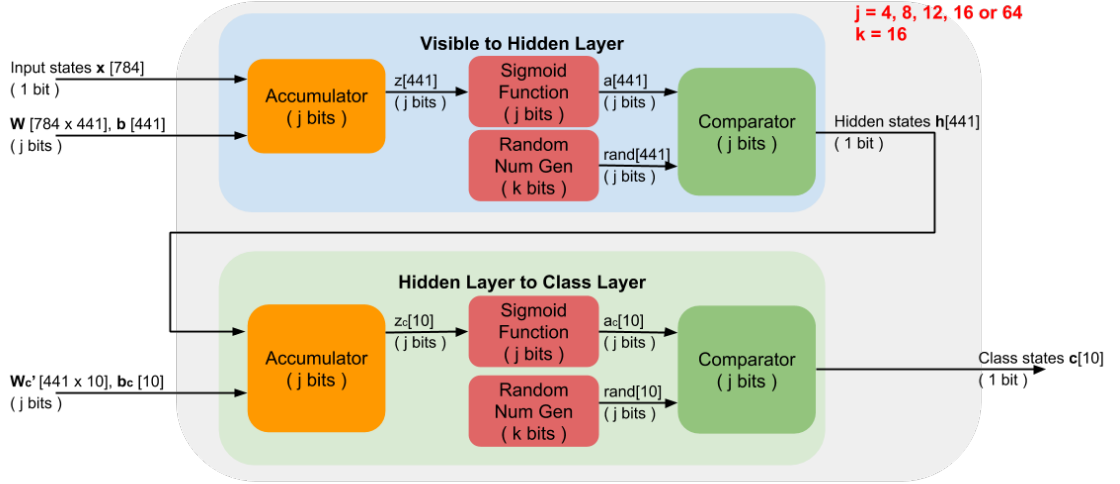 j = 4, 8, 12, 16 or 64
k = 16
Visible to Hidden Layer
Input states x [784]
( 1 bit )
W [784 x 441], b [441]
( j bits )
Accumulator
( j bits )
z[441]
( j bits )
Sigmoid
Function
( j bits )
a[441]
( j bits )
Random
Num Gen
( k bits )
rand[441]
( j bits )
Comparator
( j bits )
Hidden states h[441]
( 1 bit )
Hidden Layer to Class Layer
Wc' [441 x 10], bc [10]
( j bits )
Accumulator
( j bits )
zc[10]
( j bits )
Sigmoid
Function
( j bits )
ac[10]
( j bits )
Random
Num Gen
( k bits )
rand[10]
( j bits )
Comparator
( j bits )
Class states c[10]
( 1 bit )